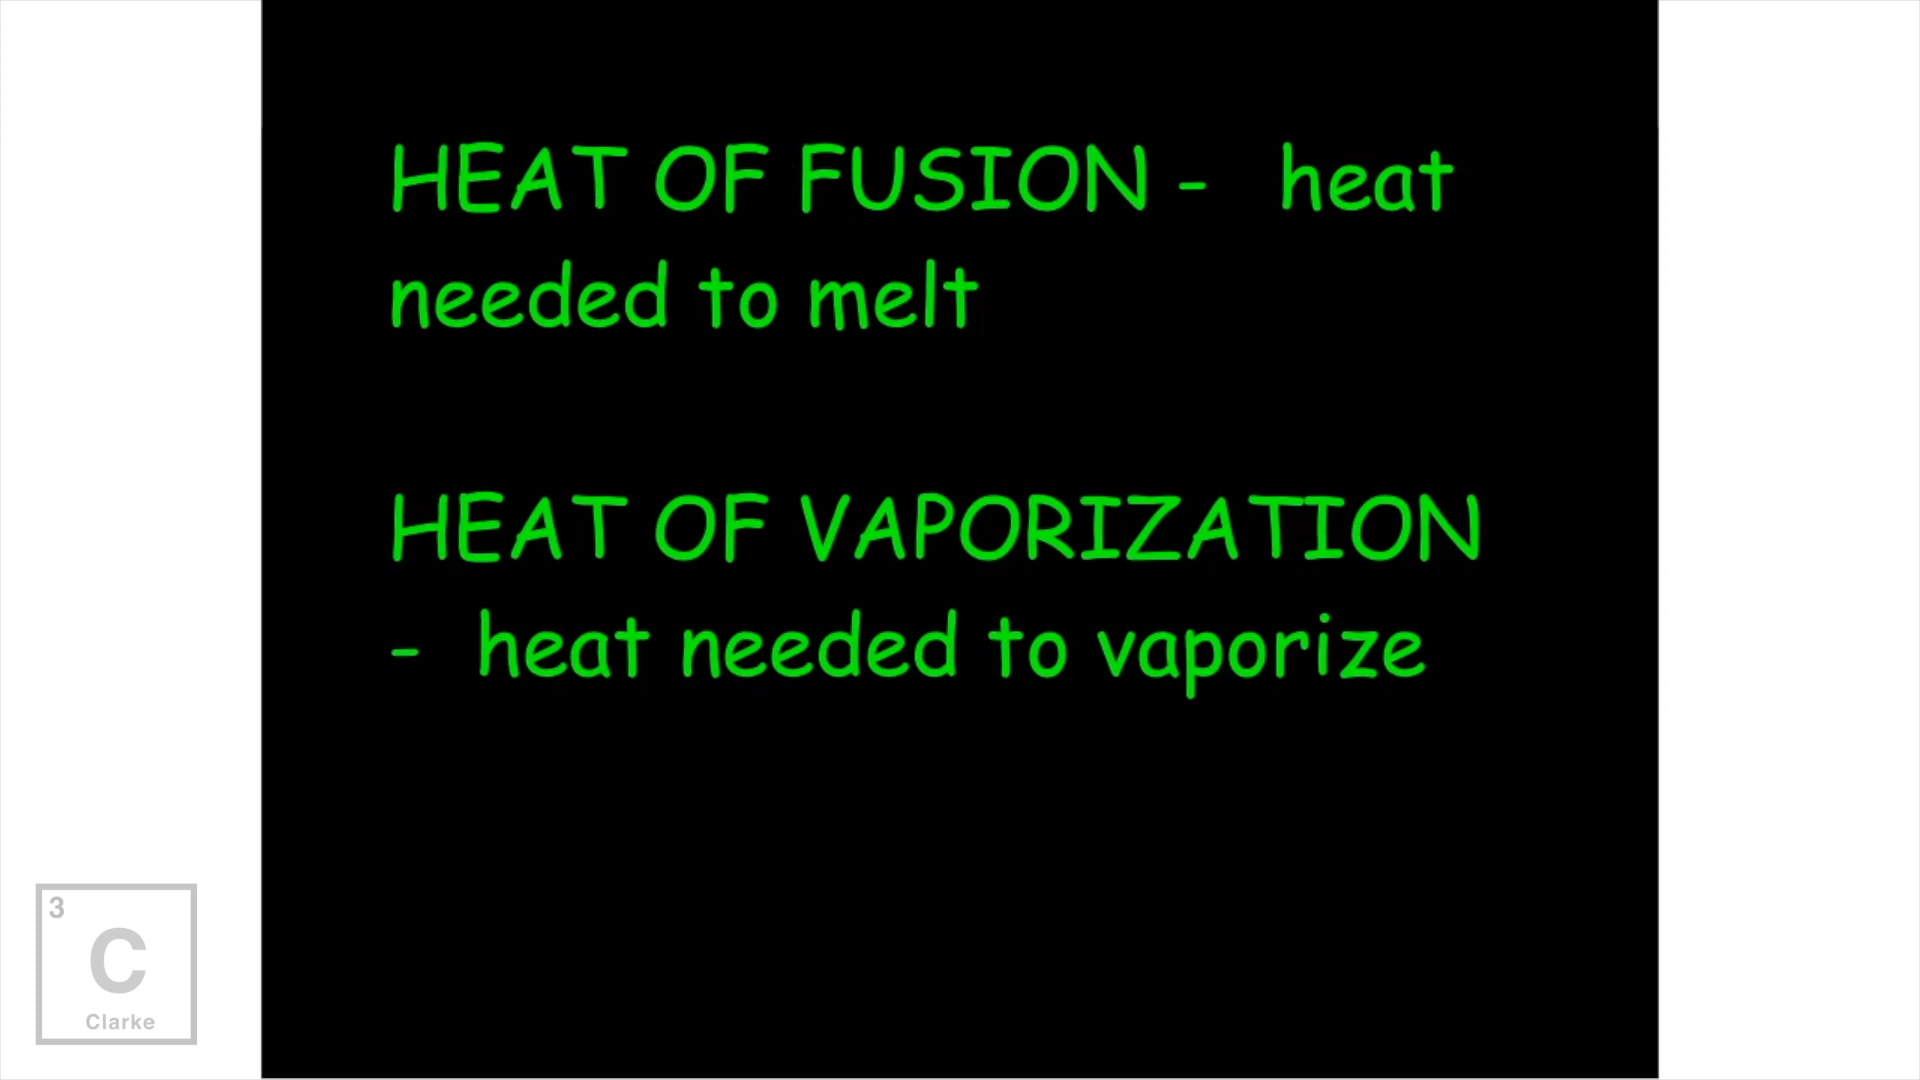 HEAT OF FUSION -  heat
needed to melt
HEAT OF VAPORIZATION
-  heat needed to vaporize
3
C
Clarke